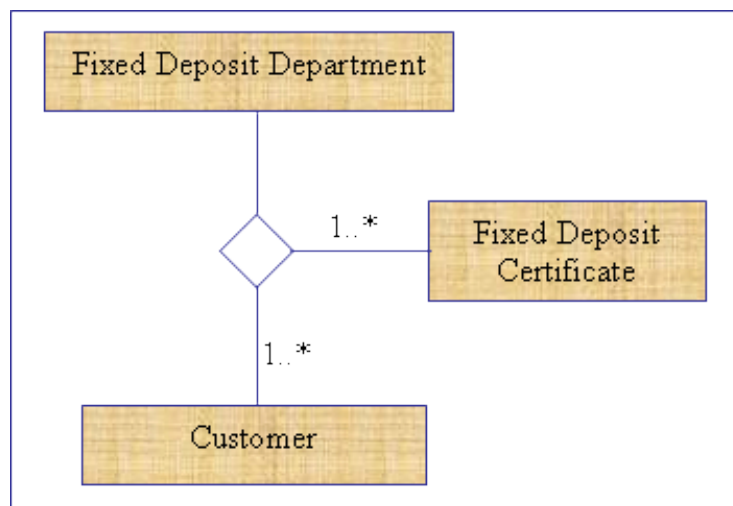 Fixed Deposit Department
1..*
Fixed Deposit
Certificate
1..*
Customer